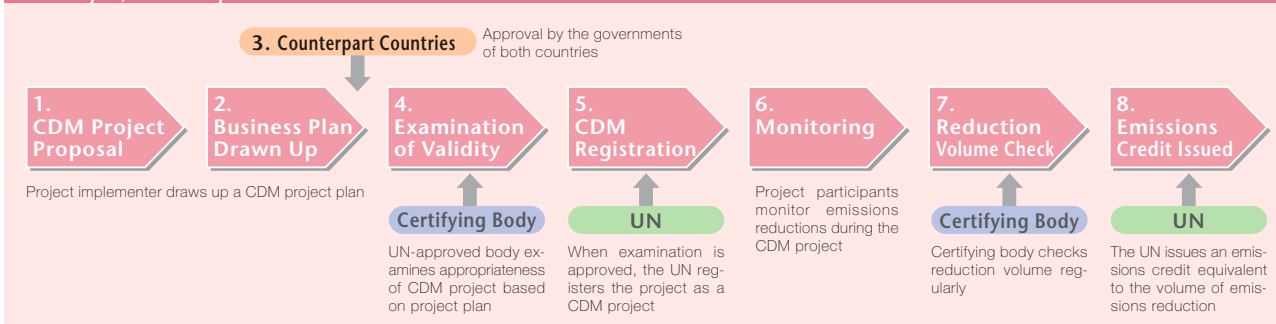 3. Counterpart Countries
Approval by the governments
of both countries
1.
CDM Project
Proposal
2.
Business Plan
Drawn Up
4.
Examination
of Validity
5.
CDM
Registration
6.
Monitoring
7.
Reduction
Volume Check
8.
Emissions
Credit Issued
Project implementer draws up a CDM project plan
Certifying Body
UN-approved body ex-
amines appropriateness
of CDM project based
on project plan
UN
When examination is
approved, the UN reg-
isters the project as a
CDM project
Project participants
monitor emissions
reductions during the
CDM project
Certifying Body
Certifying body checks
reduction volume reg-
ularly
UN
The UN issues an emis-
sions credit equivalent
to the volume of emis-
sions reduction